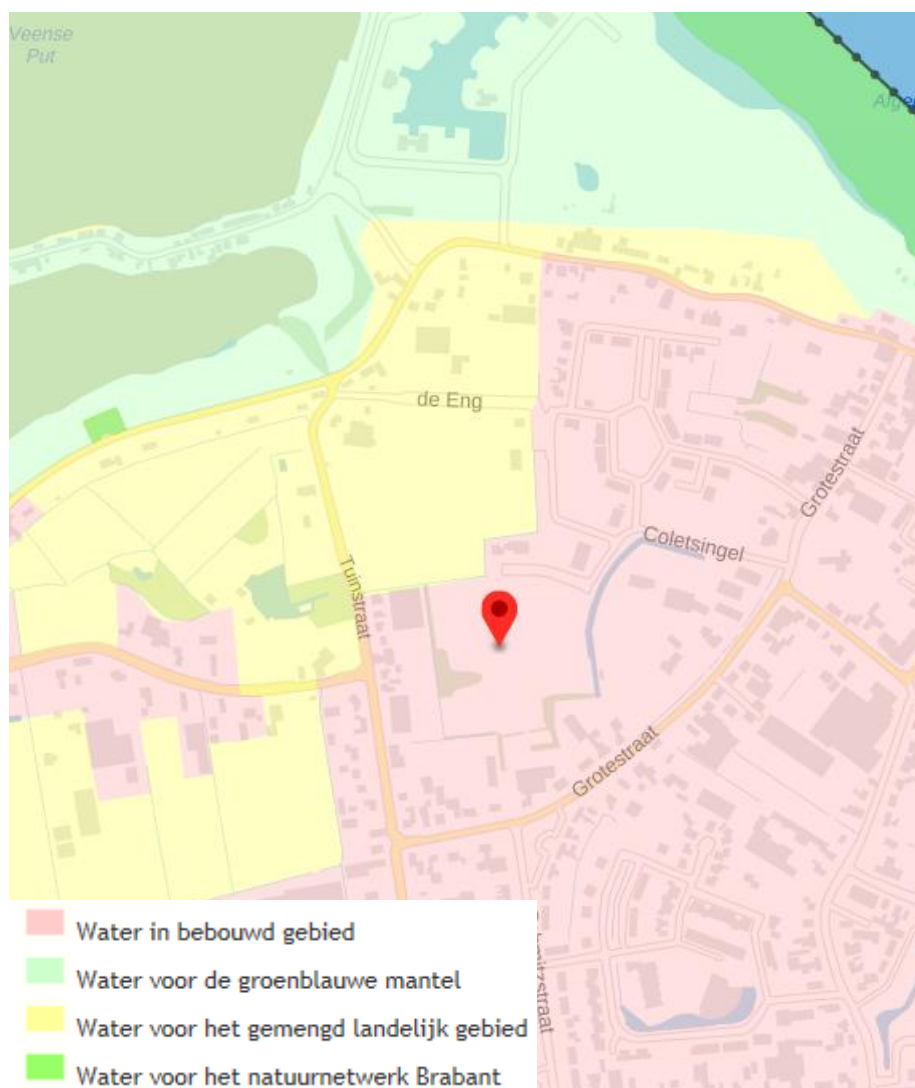 Veense
Put
de Eng
Grotestraat
Coletsingel
Tuinstraat
Grotestraat
Water in bebouwd gebied
Water voor de groenblauwe mantel
Water voor het gemengd landelijk gebied
Water voor het natuurnetwerk Brabant